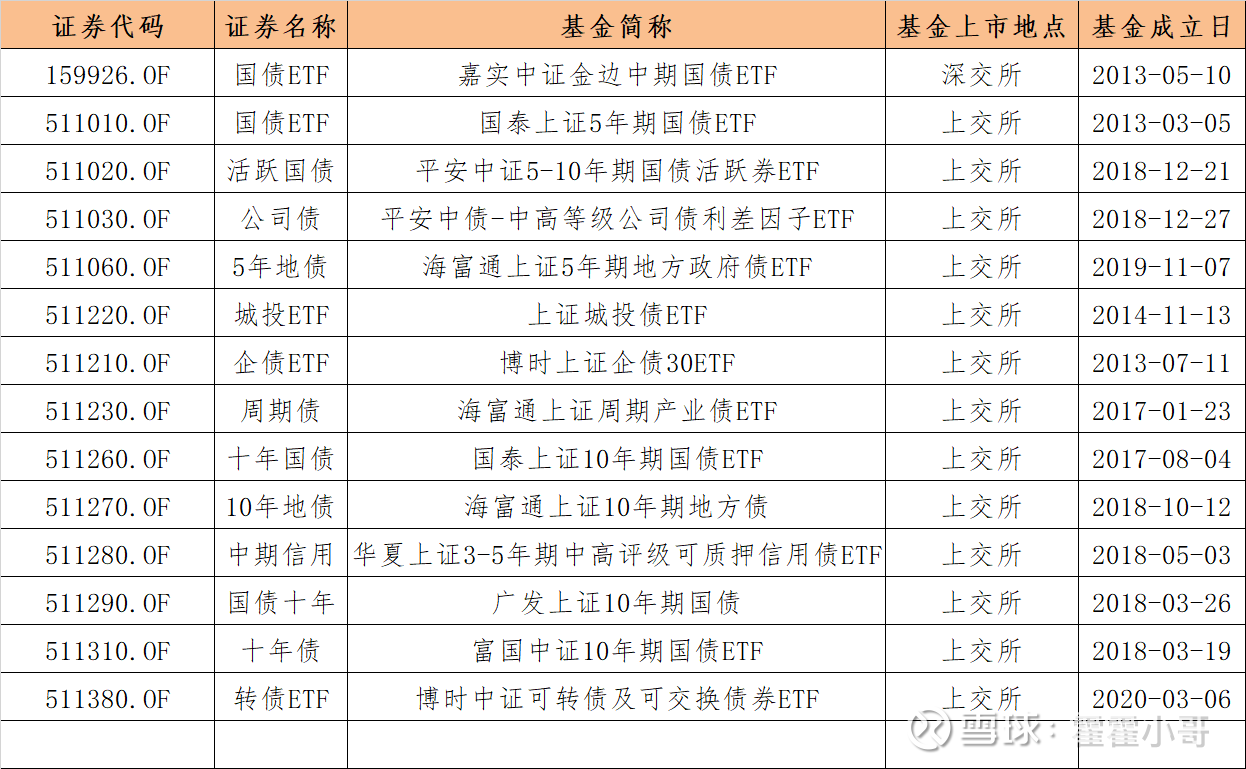 证券代码 证券名称 基金简称 基金上市地点 基金成立日
159926.OF 国债ETF 嘉实中证金边中期国债ETF 深交所 2013-05-10
511010.OF 国债ETF 国泰上证5年期国债ETF 上交所 2013-03-05
511020.OF 活跃国债 平安中证5-10年期国债活跃券ETF 上交所 2018-12-21
511030.OF 公司债 平安中债-中高等级公司债利差因子ETF 上交所 2018-12-27
511060.OF 5年地债 海富通上证5年期地方政府债ETF 上交所 2019-11-07
511220.OF 城投ETF 上证城投债ETF 上交所 2014-11-13
511210.OF 企债ETF 博时上证企债30ETF 上交所 2013-07-11
511230.OF 周期债 海富通上证周期产业债ETF 上交所 2017-01-23
511260.OF 十年国债 国泰上证10年期国债ETF 上交所 2017-08-04
511270.OF 10年地债 海富通上证10年期地方债 上交所 2018-10-12
511280.OF 中期信用 华夏上证3-5年期中高评级可质押信用债ETF 上交所 2018-05-03
511290.OF 国债十年 广发上证10年期国债 上交所 2018-03-26
511310.OF 十年债 富国中证10年期国债ETF 上交所 2018-03-19
511380.OF 转债ETF 博时中证可转债及可交换债券ETF 上交所 2020-03-06
雪球：霍霍小哥